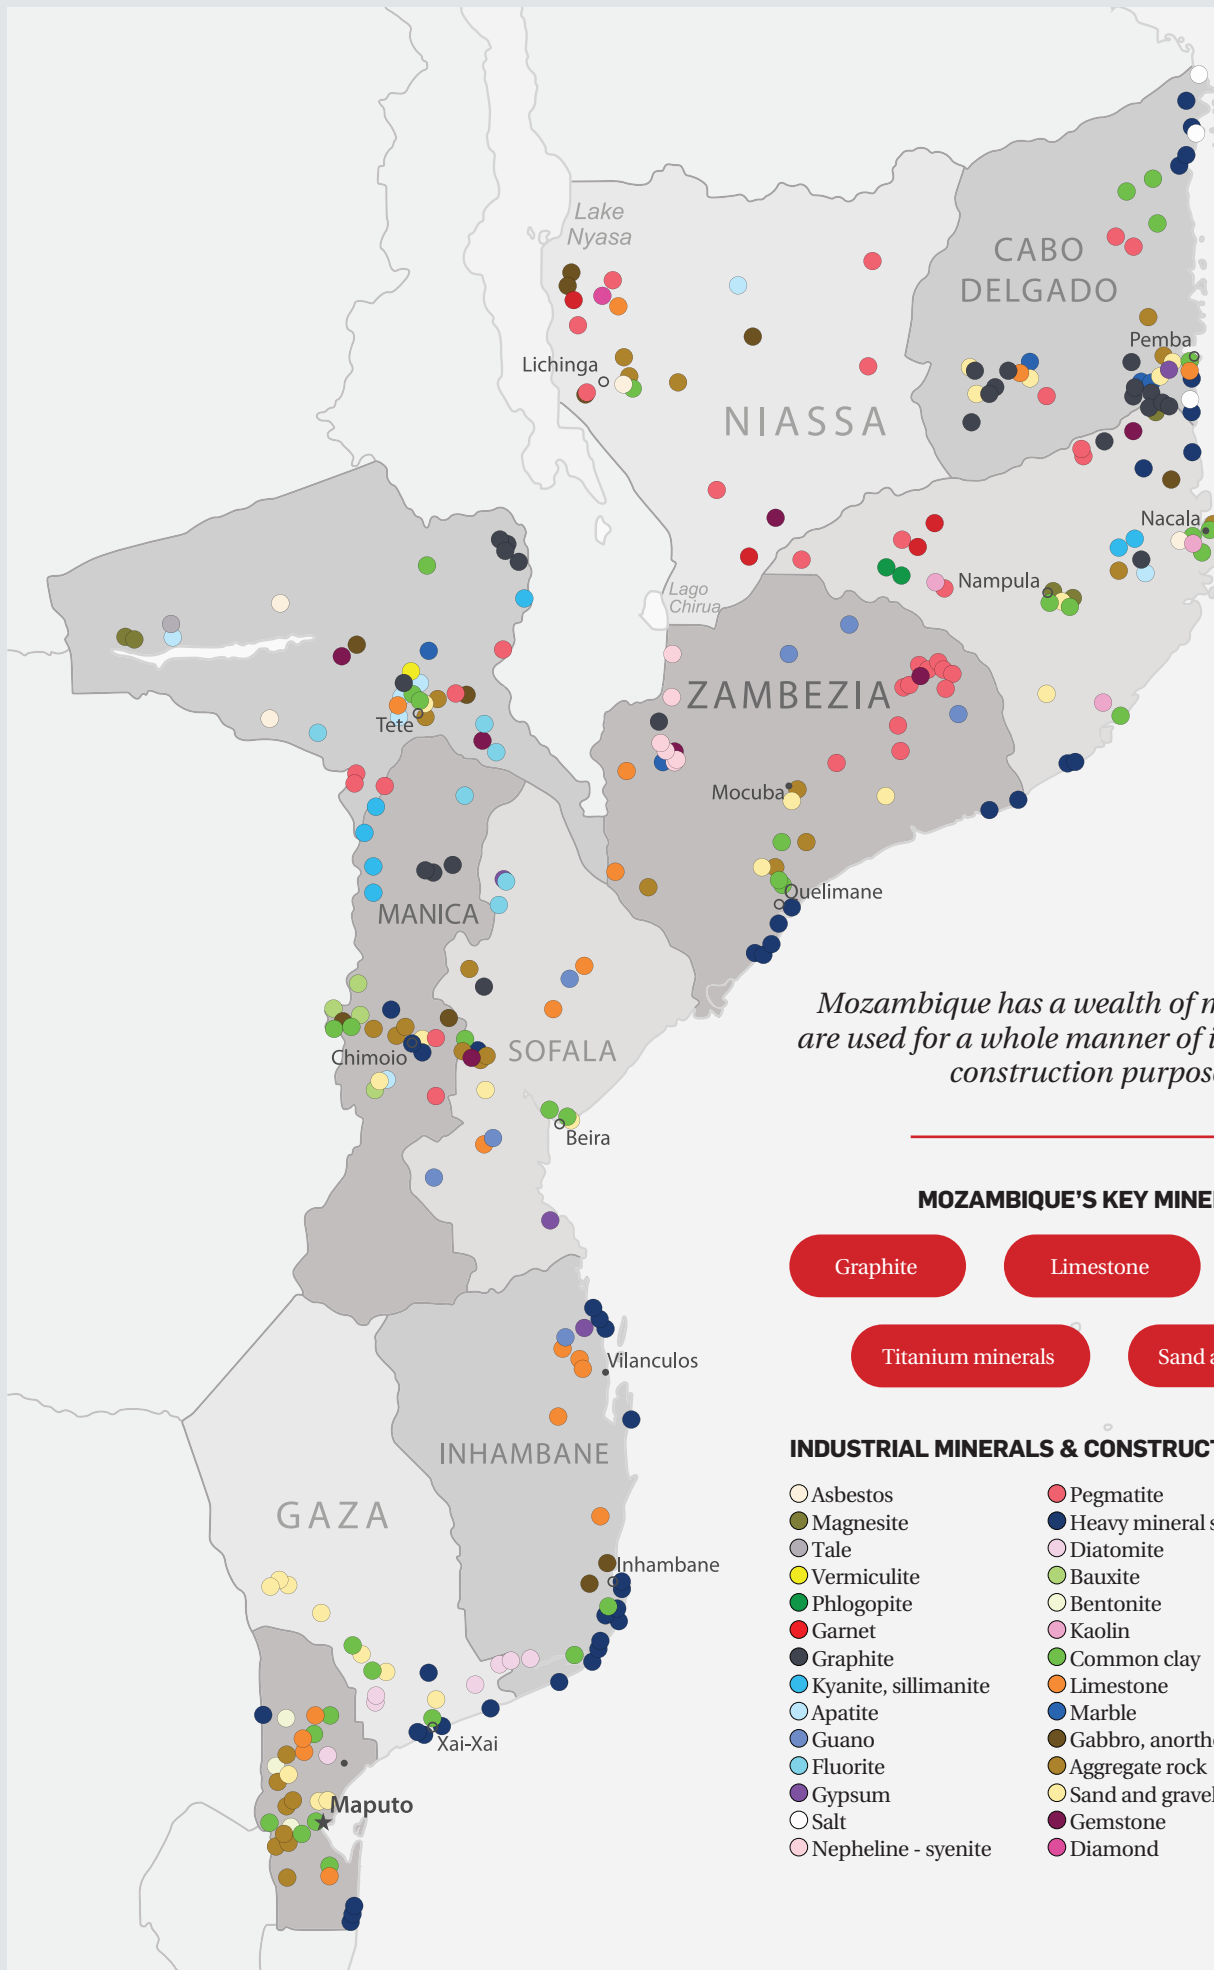 Lake
Nyasa
CABO
DELGADO
Pemba
Lichinga
NIASSA
Nacala
Nampula
Lago
Chirua
ZAMBEZIA
Tete
Mocuba
Quelimane
MANICA
Mozambique has a wealth of m
are used for a whole manner of i
construction purpos
SOFALA
Chimoio
Beira
MOZAMBIQUE'S KEY MINE
Graphite
Limestone
Titanium minerals
Sand a
Vilanculos
INHAMBANE
GAZA
Inhambane
Xai-Xai
Maputo
INDUSTRIAL MINERALS & CONSTRUCT
Asbestos
Magnesite
Tale
Vermiculite
Phlogopite
Garnet
Graphite
Kyanite, sillimanite
Apatite
Guano
Fluorite
Gypsum
Salt
Nepheline - syenite
Pegmatite
Heavy mineral s
Diatomite
Bauxite
Bentonite
Kaolin
Common clay
Limestone
Marble
Gabbro, anorth
Aggregate rock
Sand and gravel
Gemstone
Diamond